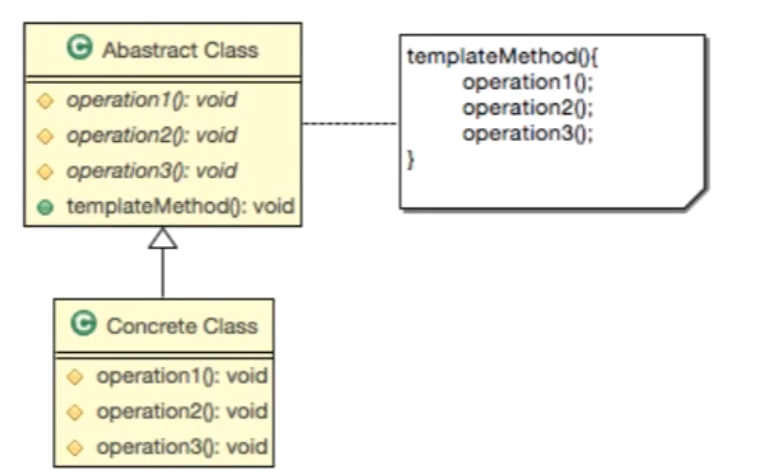 C Abastract Class
operation1(): void
operation2(): void
operation3(): void
templateMethod(): void
templateMethod(){
operation1();
operation2();
operation3();
}
C Concrete Class
operation1(): void
operation2(): void
operation3(): void